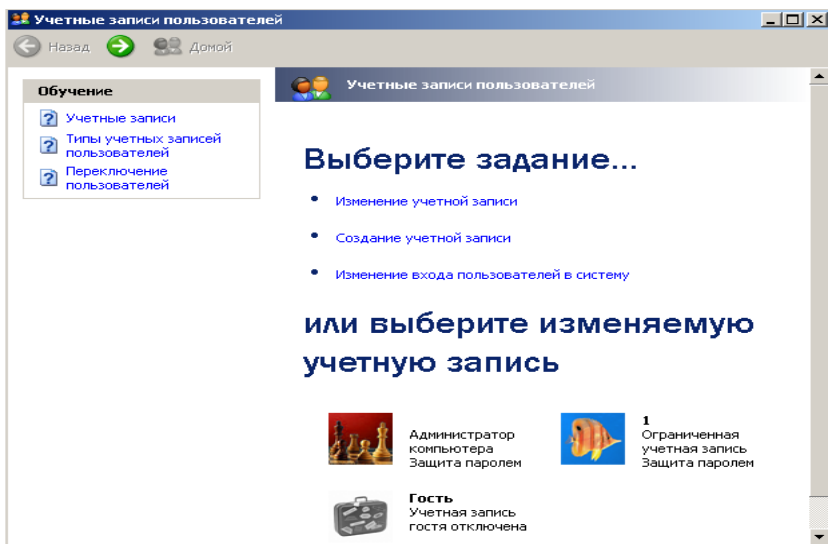 Учетные записи пользователей
Назад
Домой
Обучение
Учетные записи
Типы учетных записей
пользователей
Переключение
пользователей
Учетные записи пользователей
Выберите задание...
Изменение учетной записи
Создание учетной записи
Изменение входа пользователей в систему
или выберите изменяемую
учетную запись
Администратор
компьютера
Защита паролем
1
Ограниченная
учетная запись
Защита паролем
Гость
Учетная запись
гостя отключена